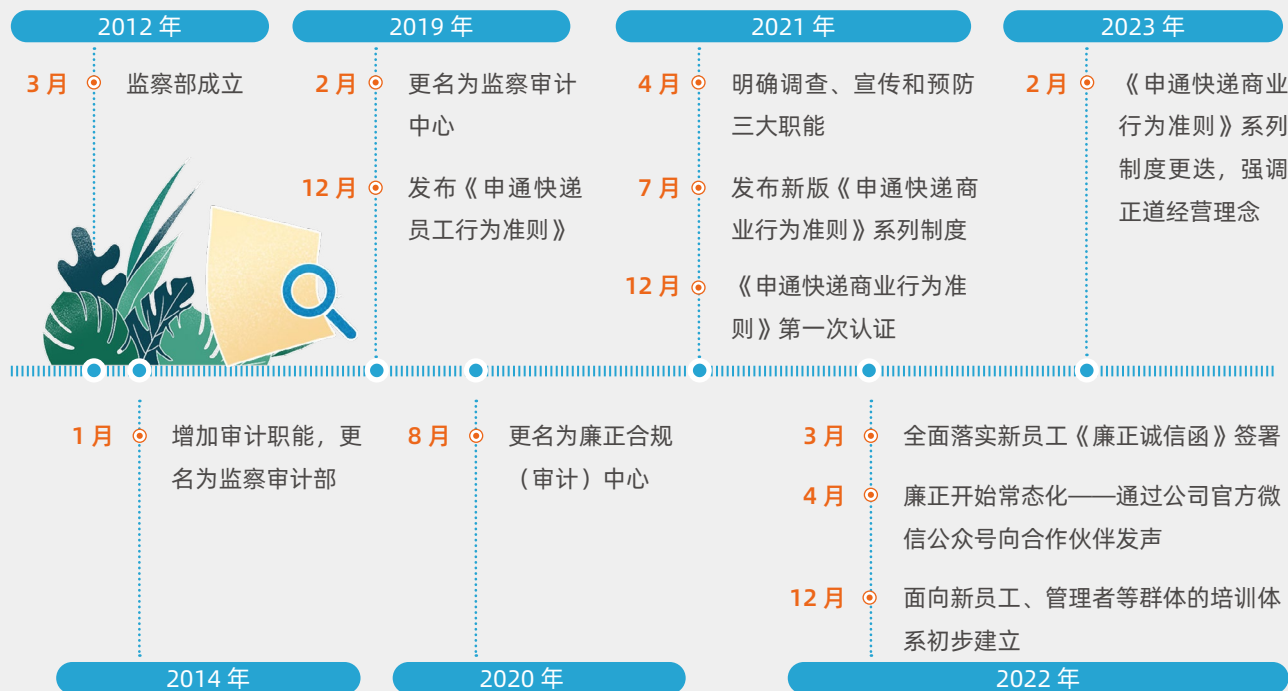 2012 年
3 月
监察部成立
2019 年
2 月
更名为监察审计
中心
12 月
发布《申通快递
员工行为准则》
2021 年
4 月
明确调查、宣传和预防
三大职能
7 月
发布新版《申通快递商
业行为准则》系列制度
12 月
《申通快递商业行为准
则》第一次认证
2023 年
2 月
《申通快递商业
行为准则》系列
制度更迭，强调
正道经营理念
1 月
增加审计职能，更
名为监察审计部
2014 年
8 月
更名为廉正合规
（审计）中心
2020 年
3 月
全面落实新员工《廉正诚信函》签署
4 月
廉正开始常态化——通过公司官方微
信公众号向合作伙伴发声
12 月
面向新员工、管理者等群体的培训体
系初步建立
2022 年